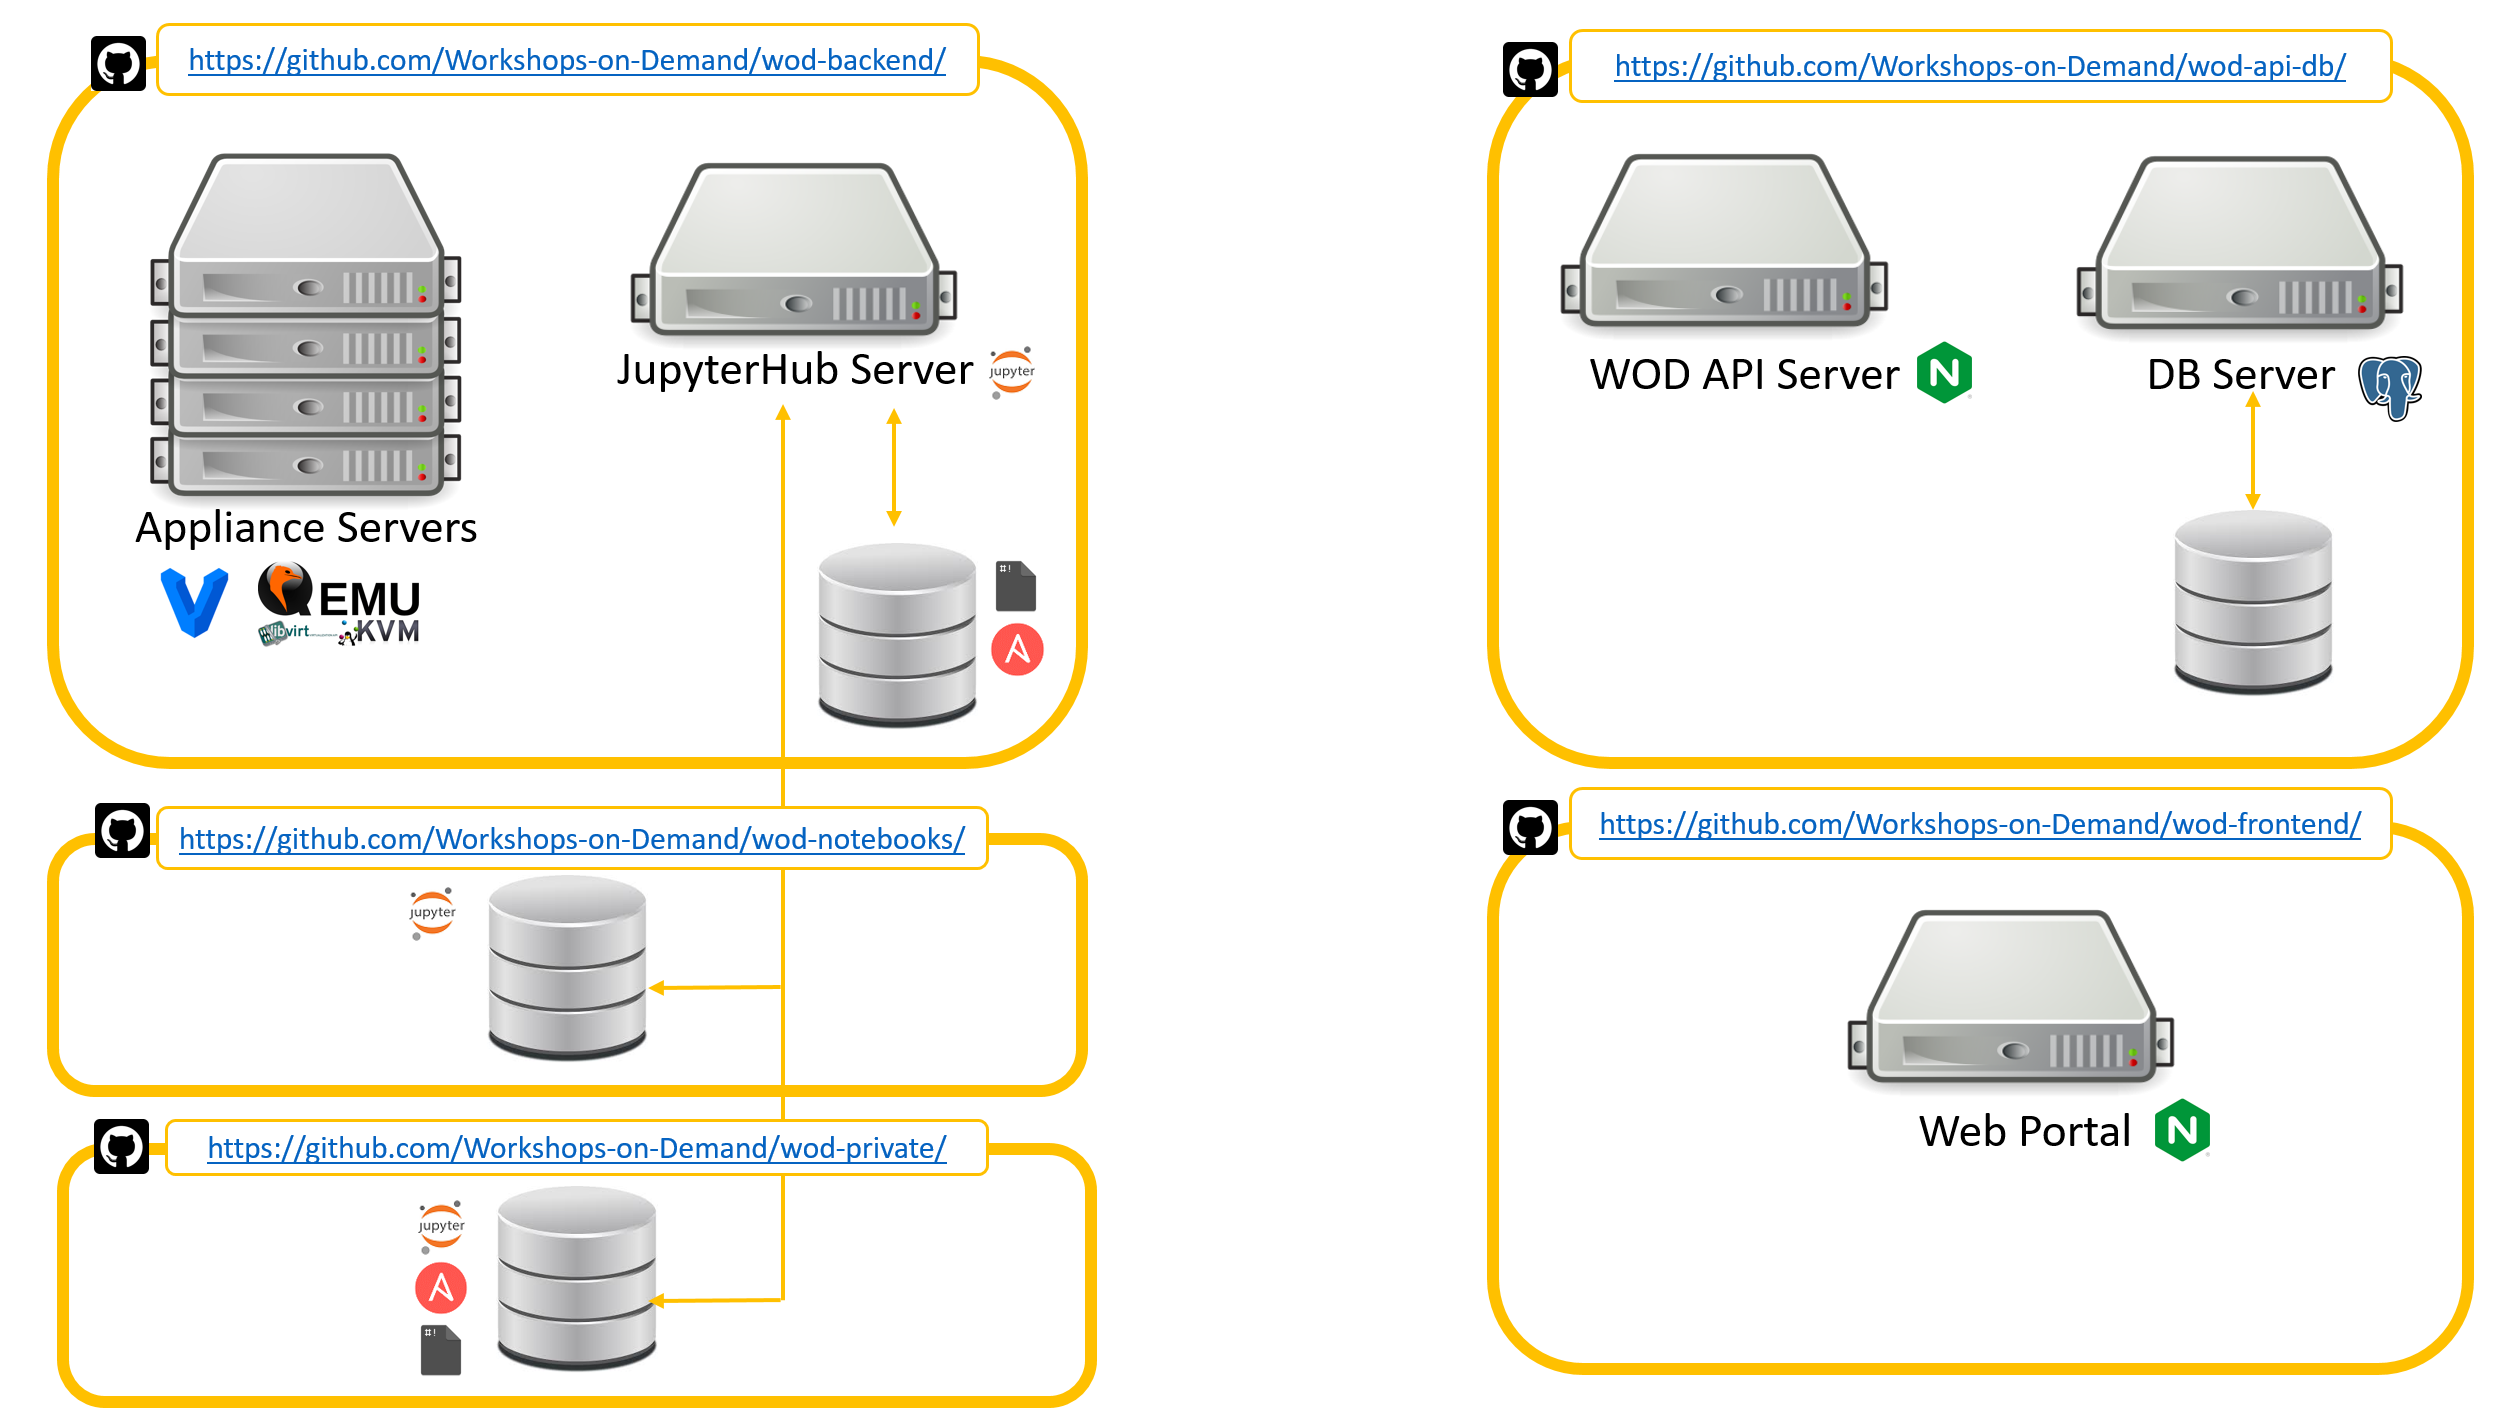 https://github.com/Workshops-on-Demand/wod-backend/
JupyterHub Server
jupyter
Appliance Servers
QEMU
libvirt
KVM
#!
https://github.com/Workshops-on-Demand/wod-notebooks/
jupyter
https://github.com/Workshops-on-Demand/wod-private/
jupyter
#!
https://github.com/Workshops-on-Demand/wod-api-db/
WOD API Server
DB Server
https://github.com/Workshops-on-Demand/wod-frontend/
Web Portal